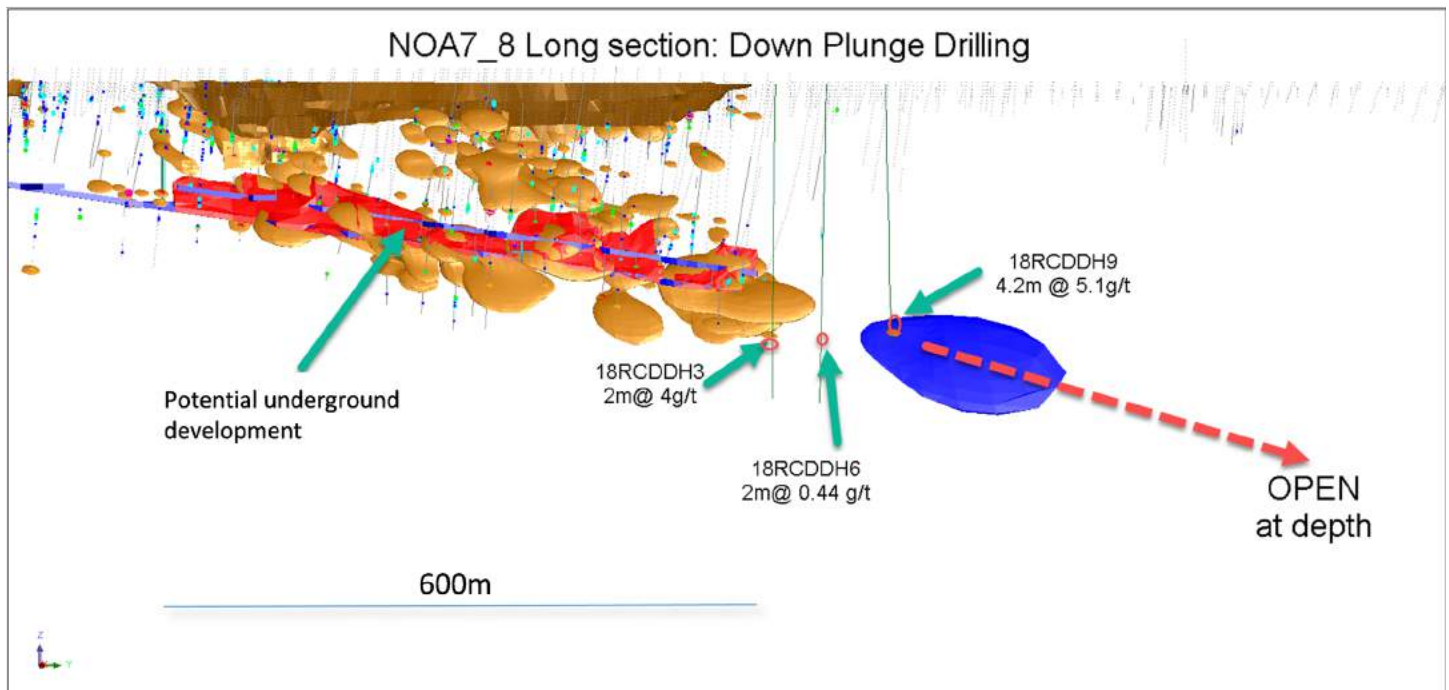 NOA7_8 Long section: Down Plunge Drilling
18RCDDH9
4.2m @ 5.1g/t
18RCDDH3
2m@ 4g/t
Potential underground
development
18RCDDH6
2m@ 0.44 g/t
OPEN
at depth
600m
Z
Y